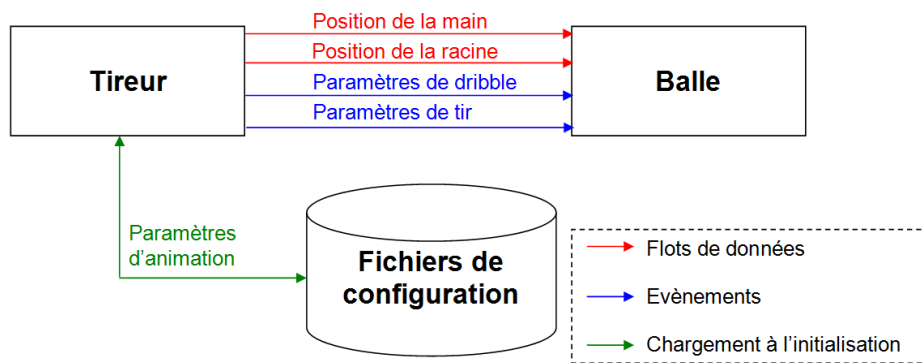 Position de la main
Position de la racine
Tireur
Paramètres de dribble
Balle
Paramètres de tir
Paramètres
d'animation
Fichiers de
configuration
Flots de données
Evènements
Chargement à l'initialisation